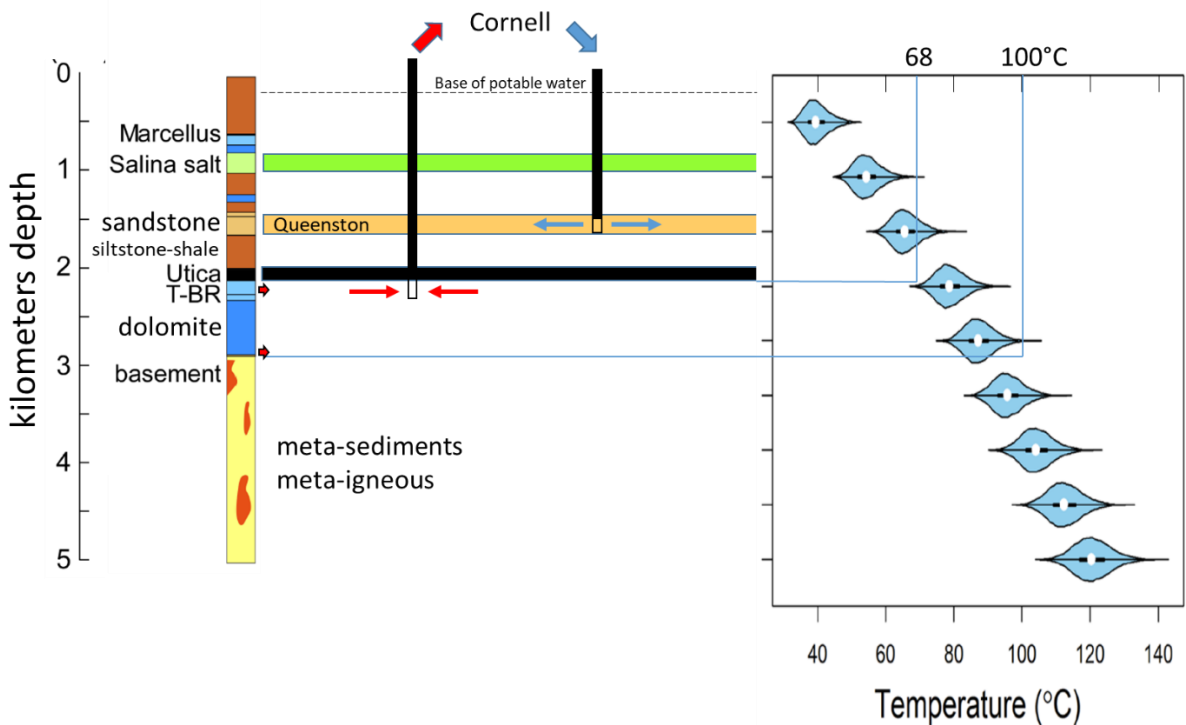 Cornell
68
100°C
0
Base of potable water
Marcellus
1
Salina salt
sandstone
Queenston
siltstone-shale
2
Utica
T-BR
dolomite
3
basement
meta-sediments
4
meta-igneous
5
kilometers depth
40
60
80
100
120
140
Temperature (°C)